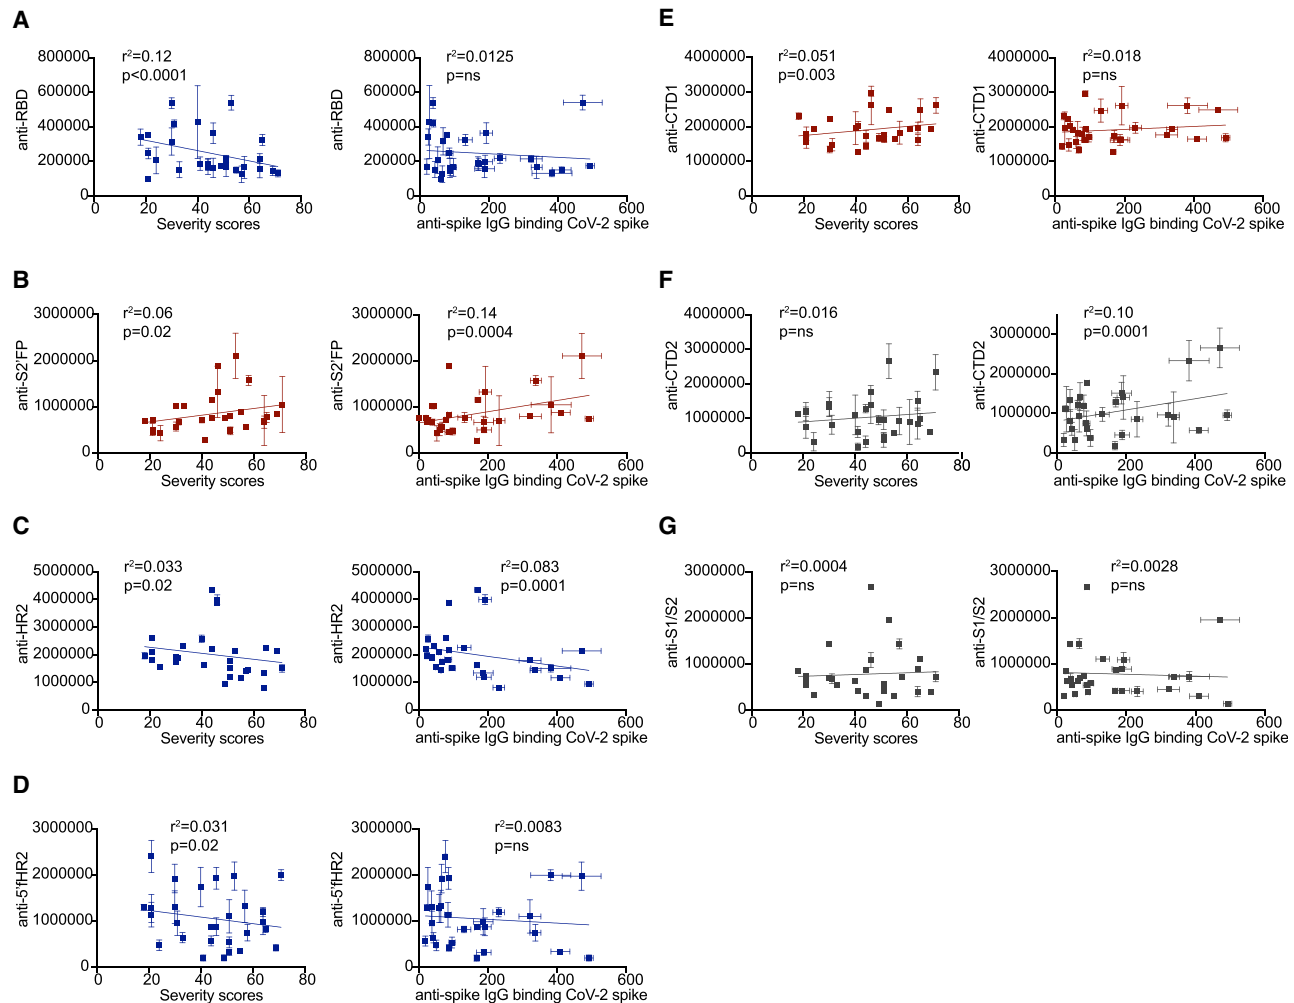 A
r²=0.12
p<0.0001
anti-RBD
800000
600000
400000
200000
0
0 20 40 60 80
Severity scores
r²=0.0125
p=ns
anti-RBD
800000
600000
400000
200000
0
0 200 400 600
anti-spike IgG binding CoV-2 spike
E
r²=0.051
p=0.003
anti-CTD1
4000000
3000000
2000000
1000000
0
0 20 40 60 80
Severity scores
r²=0.018
p=ns
anti-CTD1
4000000
3000000
2000000
1000000
0
0 200 400 600
anti-spike IgG binding CoV-2 spike
B
r²=0.06
p=0.02
anti-S2'FP
3000000
2000000
1000000
0
0 20 40 60 80
Severity scores
r²=0.14
p=0.0004
anti-S2'FP
3000000
2000000
1000000
0
0 200 400 600
anti-spike IgG binding CoV-2 spike
F
r²=0.016
p=ns
anti-CTD2
4000000
3000000
2000000
1000000
0
0 20 40 60 80
Severity scores
r²=0.10
p=0.0001
anti-CTD2
3000000
2000000
1000000
0
0 200 400 600
anti-spike IgG binding CoV-2 spike
C
r²=0.033
p=0.02
anti-HR2
5000000
4000000
3000000
2000000
1000000
0
0 20 40 60 80
Severity scores
r²=0.083
p=0.0001
anti-HR2
5000000
4000000
3000000
2000000
1000000
0
0 200 400 600
anti-spike IgG binding CoV-2 spike
G
r²=0.0004
p=ns
anti-S1/S2
3000000
2000000
1000000
0
0 20 40 60 80
Severity scores
r²=0.0028
p=ns
anti-S1/S2
3000000
2000000
1000000
0
0 200 400 600
anti-spike IgG binding CoV-2 spike
D
r²=0.031
p=0.02
anti-5'fHR2
3000000
2000000
1000000
0
0 20 40 60 80
Severity scores
r²=0.0083
p=ns
anti-5'fHR2
3000000
2000000
1000000
0
0 200 400 600
anti-spike IgG binding CoV-2 spike